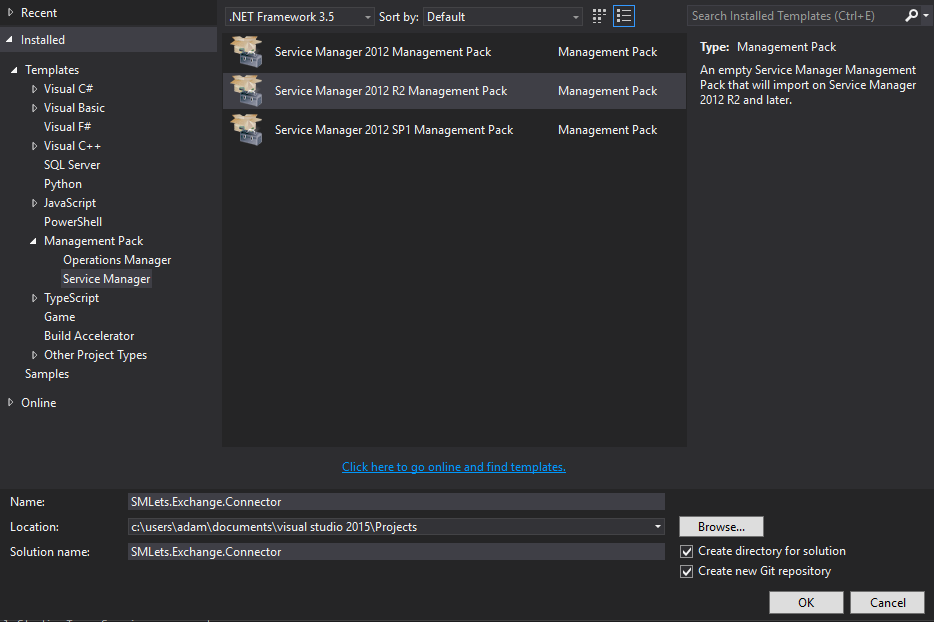 Recent
Installed
Templates
Visual C#
Visual Basic
Visual F#
Visual C++
SQL Server
Python
JavaScript
PowerShell
Management Pack
Operations Manager
Service Manager
TypeScript
Game
Build Accelerator
Other Project Types
Samples
Online
.NET Framework 3.5 Sort by: Default
Service Manager 2012 Management Pack Management Pack
Service Manager 2012 R2 Management Pack Management Pack
Service Manager 2012 SP1 Management Pack Management Pack
Click here to go online and find templates.
Search Installed Templates (Ctrl+E)
Type: Management Pack
An empty Service Manager Management
Pack that will import on Service Manager
2012 R2 and later.
Name: SMLets.Exchange.Connector
Location: c:\users\adam\documents\visual studio 2015\Projects Browse...
Solution name: SMLets.Exchange.Connector
Create directory for solution
Create new Git repository
OK Cancel